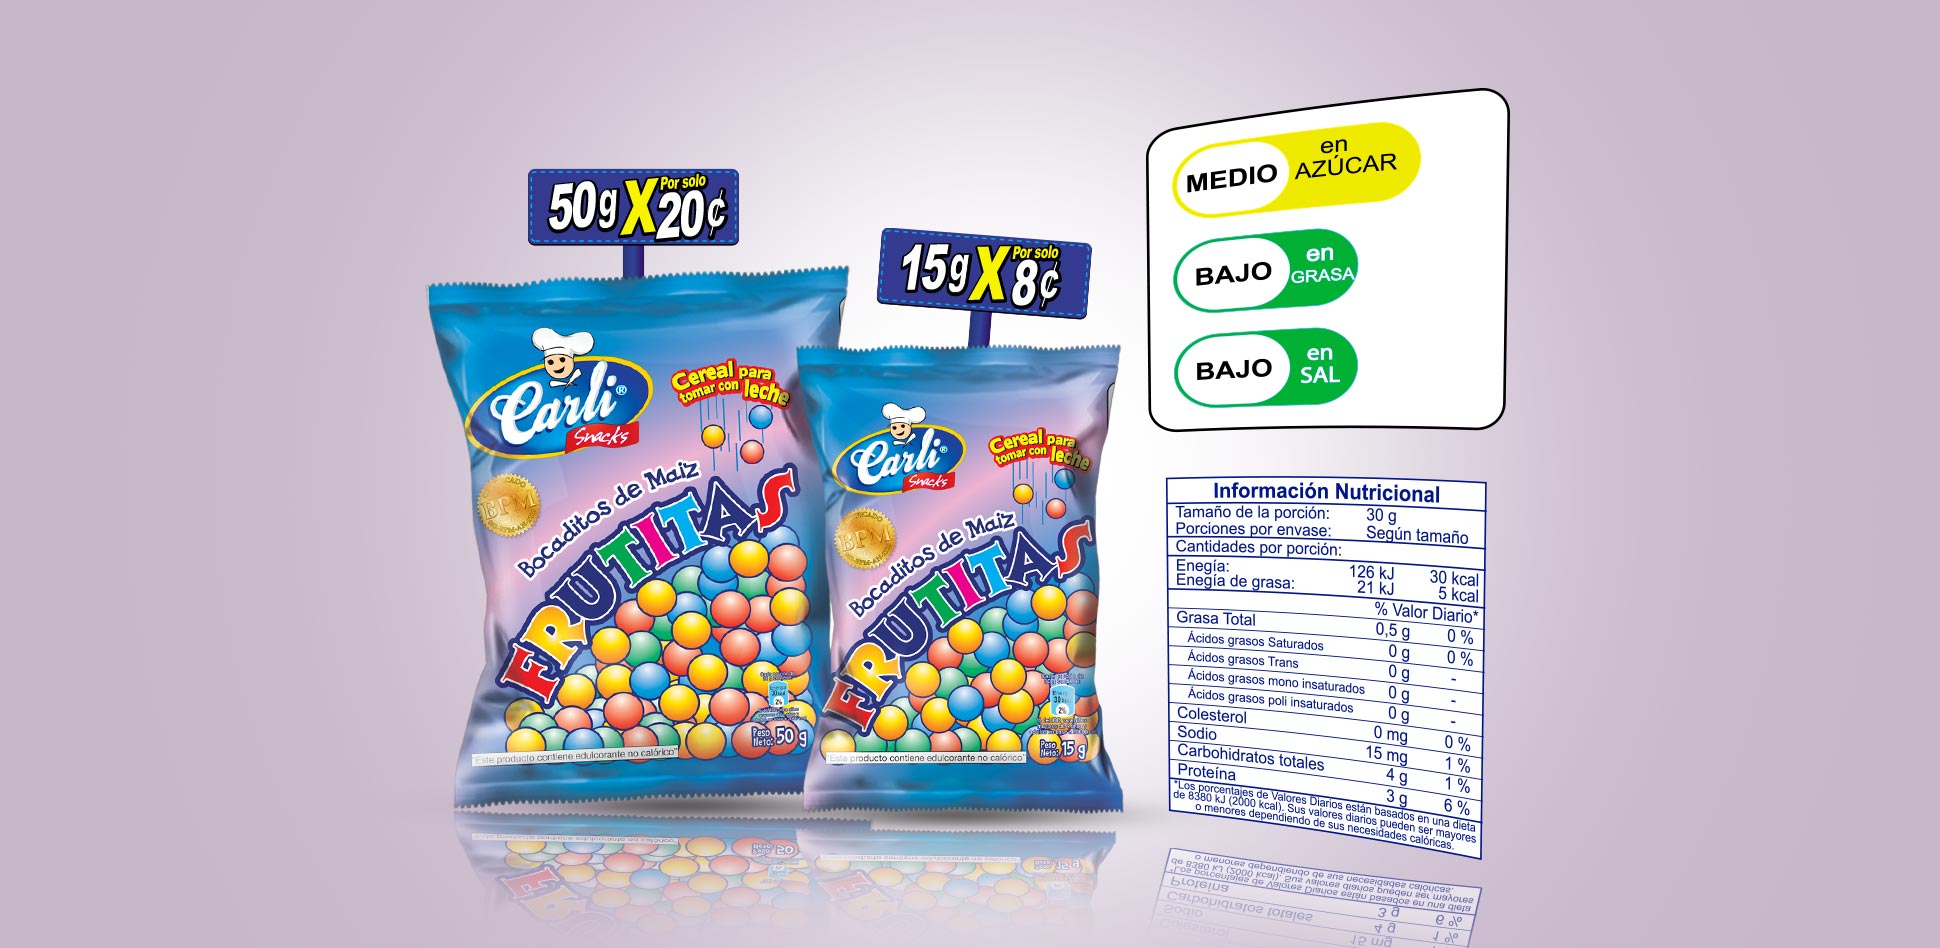 50g X Por solo 20¢
15g X Por solo 8¢
Carli®
Snacks
Cereal para
tomar con leche
BPM
Bocaditos de Maiz
FRUTITAS
Energía
30 kcal
2%
Peso
Neto: 50 g
"Este producto contiene edulcorante no calórico"
Carli®
Snacks
Cereal para
tomar con leche
BPM
Bocaditos de Maiz
FRUTITAS
30
2%
Peso
Neto: 15 g
"Este producto contiene edulcorante no calórico"
MEDIO en AZÚCAR
BAJO en GRASA
BAJO en SAL
Información Nutricional
Tamaño de la porción: 30 g
Porciones por envase: Según tamaño
Cantidades por porción:
Enegía: 126 kJ 30 kcal
Enegía de grasa: 21 kJ 5 kcal
% Valor Diario*
Grasa Total 0,5 g 0 %
Ácidos grasos Saturados 0 g 0 %
Ácidos grasos Trans 0 g -
Ácidos grasos mono insaturados 0 g -
Ácidos grasos poli insaturados 0 g -
Colesterol 0 mg 0 %
Sodio 15 mg 1 %
Carbohidratos totales 4 g 1 %
Proteína 3 g 6 %
*Los porcentajes de Valores Diarios están basados en una dieta
de 8380 kJ (2000 kcal). Sus valores diarios pueden ser mayores
o menores dependiendo de sus necesidades calóricas.